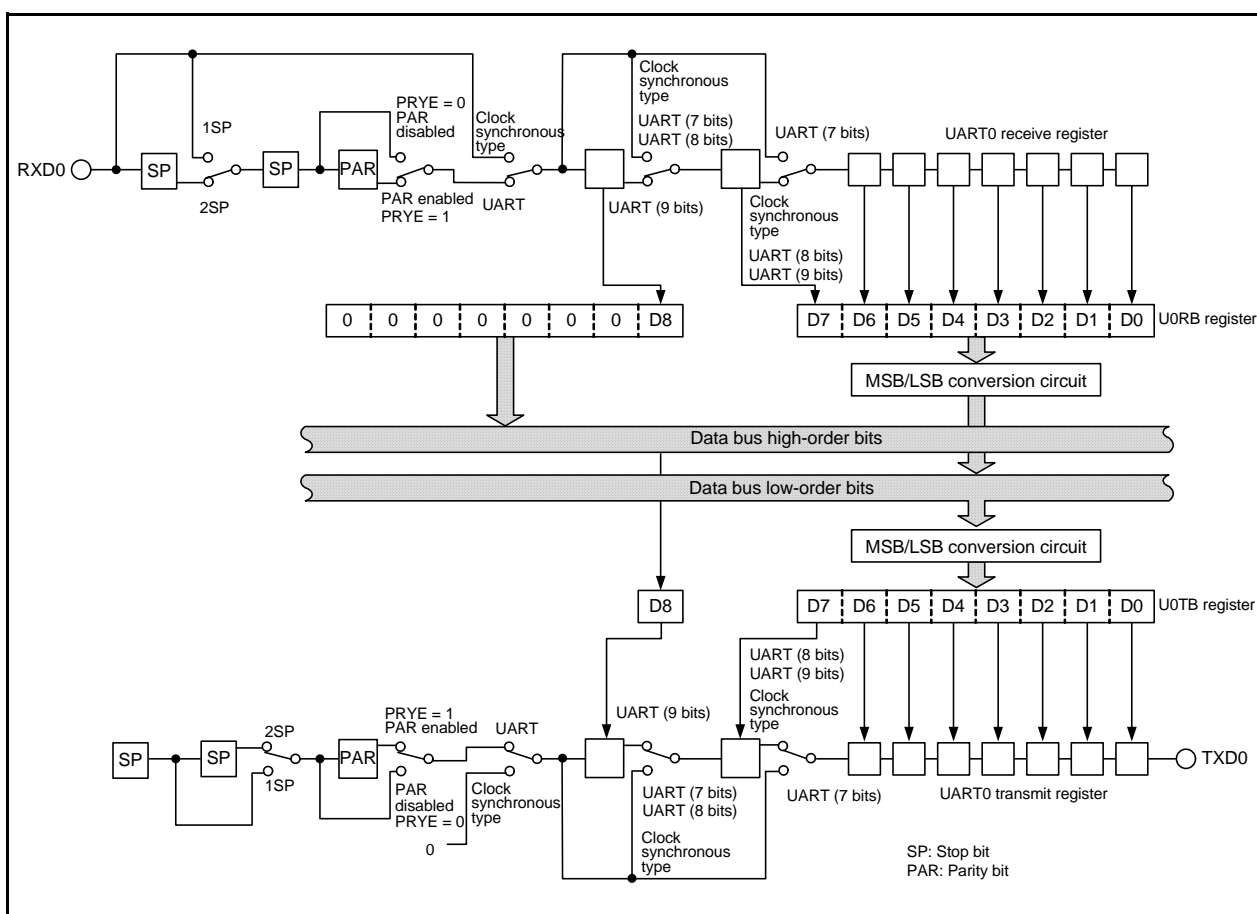 Clock
synchronous
type
PRYE = 0
PAR
disabled
Clock
synchronous
type
1SP
UART (7 bits)
UART (8 bits)
UART (7 bits)
UART0 receive register
RXD0
SP
SP
PAR
2SP
PAR enabled
PRYE = 1
UART
UART (9 bits)
Clock
synchronous
type
UART (8 bits)
UART (9 bits)
0 0 0 0 0 0 0 D8
D7 D6 D5 D4 D3 D2 D1 D0
U0RB register
MSB/LSB conversion circuit
Data bus high-order bits
Data bus low-order bits
MSB/LSB conversion circuit
D8
D7 D6 D5 D4 D3 D2 D1 D0
U0TB register
UART (8 bits)
UART (9 bits)
Clock
synchronous
type
UART (9 bits)
PRYE = 1
PAR enabled
UART
2SP
SP
SP
PAR
TXD0
1SP
PAR
disabled
PRYE = 0
0
Clock
synchronous
type
UART (7 bits)
UART (8 bits)
UART (7 bits)
UART0 transmit register
Clock
synchronous
type
SP: Stop bit
PAR: Parity bit